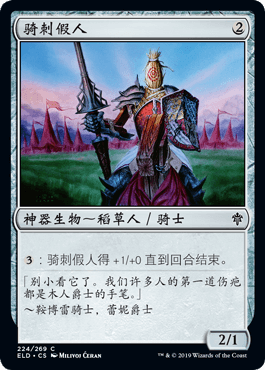 骑刺假人 2
神器生物～稻草人／骑士
3：骑刺假人得+1/+0直到回合结束。
「别小看它了。我们许多人的第一道伤疤
都是木人爵士的手笔。」
～鞍博雷骑士，蕾妮爵士
2/1
224/269 C
ELD • CS MILIVOJ ĆERAN
™ & © 2019 Wizards of the Coast